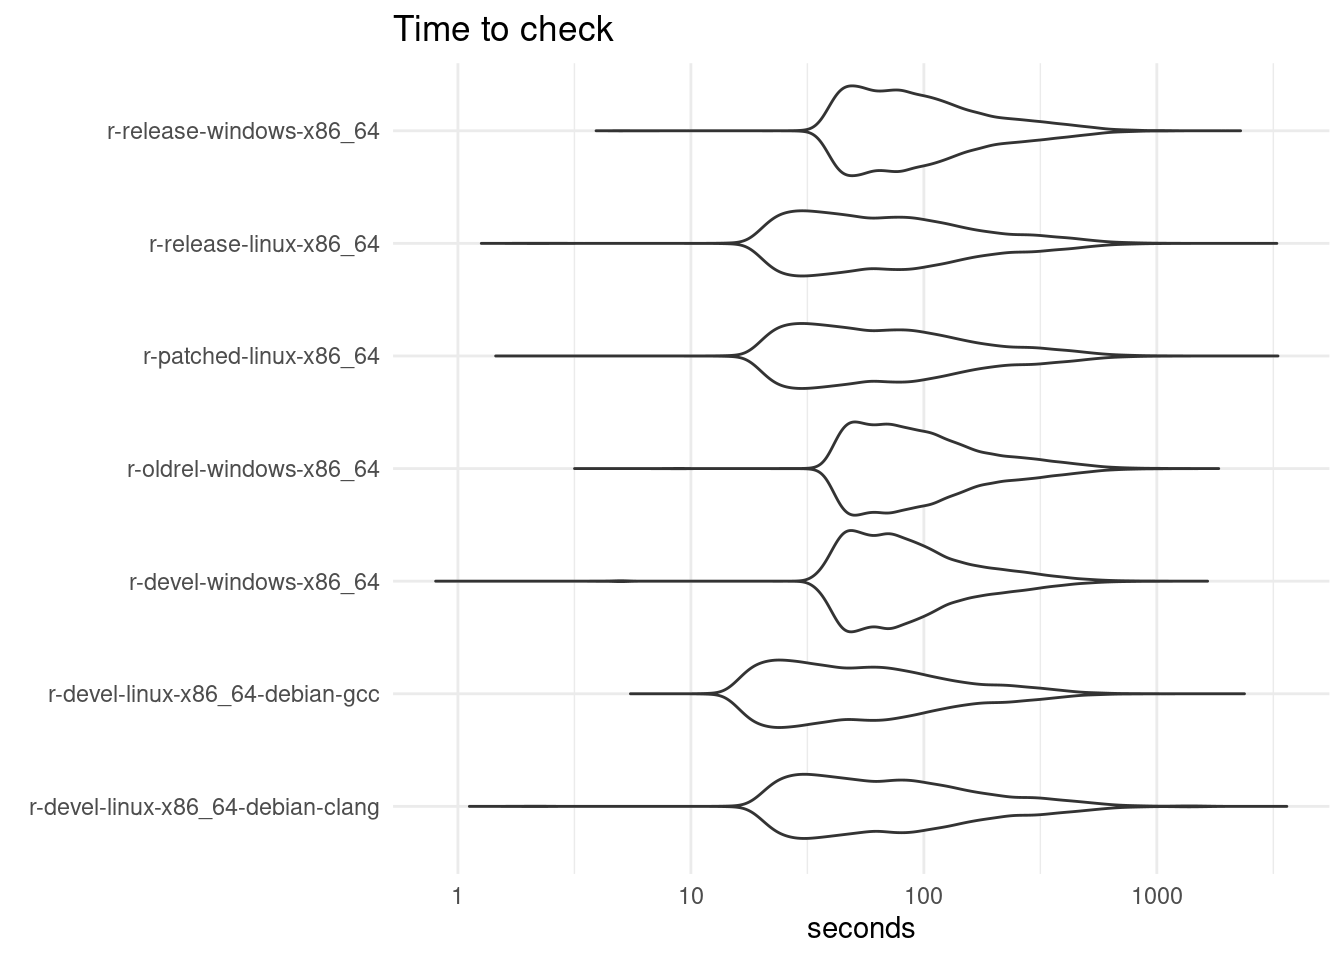 Time to check
r-release-windows-x86_64
r-release-linux-x86_64
r-patched-linux-x86_64
r-oldrel-windows-x86_64
r-devel-windows-x86_64
r-devel-linux-x86_64-debian-gcc
r-devel-linux-x86_64-debian-clang
1 10 100 1000
seconds